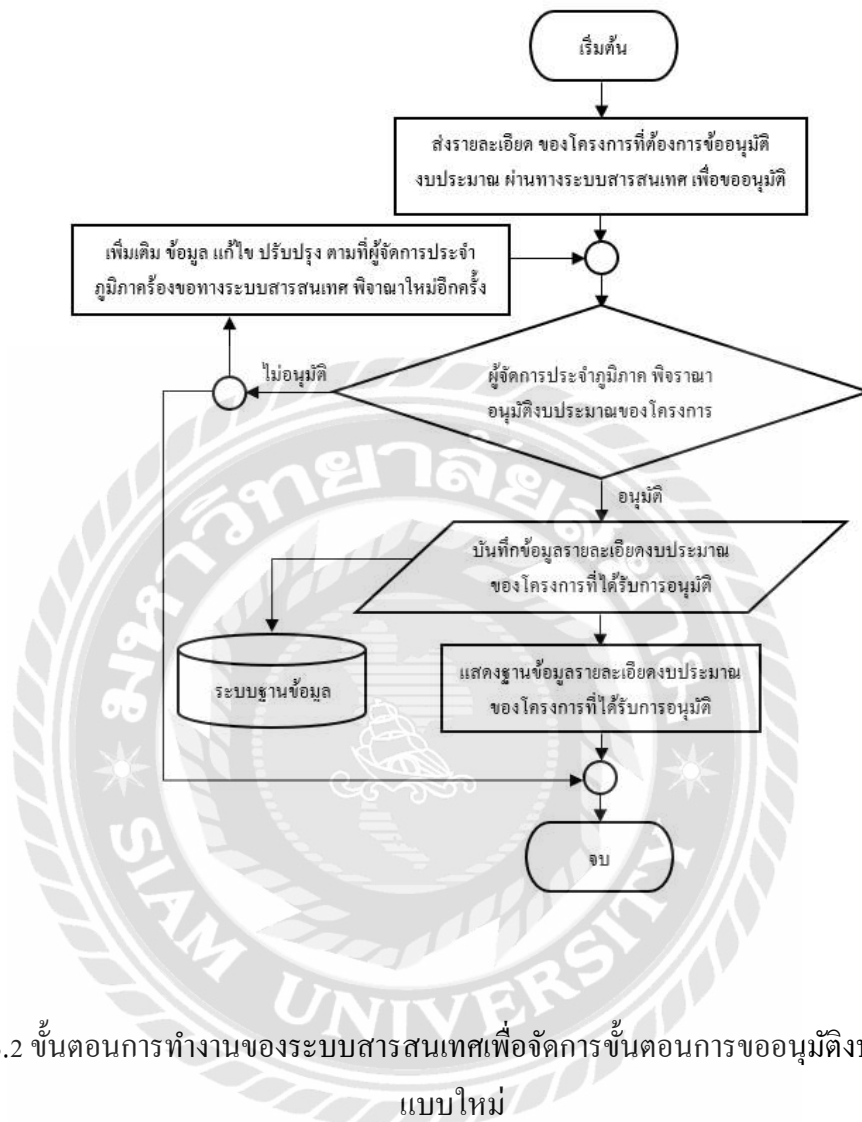 เริ่มต้น
ส่งรายละเอียด ของโครงการที่ต้องการข้ออนุมัติ
งบประมาณ ผ่านทางระบบสารสนเทศ เพื่อขออนุมัติ
เพิ่มเติม ข้อมูล แก้ไข ปรับปรุง ตามที่ผู้จัดการประจำ
ภูมิภาคร้องขอทางระบบสารสนเทศ พิจาณาใหม่อีกครั้ง
ไม่อนุมัติ
ผู้จัดการประจำภูมิภาค พิจราณา
อนุมัติงบประมาณของโครงการ
อนุมัติ
บันทึกข้อมูลรายละเอียดงบประมาณ
ของโครงการที่ได้รับการอนุมัติ
ระบบฐานข้อมูล
แสดงฐานข้อมูลรายละเอียดงบประมาณ
ของโครงการที่ได้รับการอนุมัติ
จบ
มหาวิทยาลัยสยาม
SIAM UNIVERSITY
.2 ขั้นตอนการทำงานของระบบสารสนเทศเพื่อจัดการขั้นตอนการขออนุมัติง
แบบใหม่